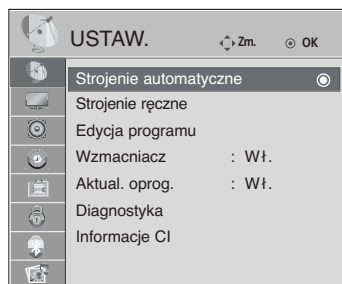 USTAW. Zm. OK
Strojenie automatyczne
Strojenie ręczne
Edycja programu
Wzmacniacz : Wł.
Aktual. oprog. : Wł.
Diagnostyka
Informacje CI